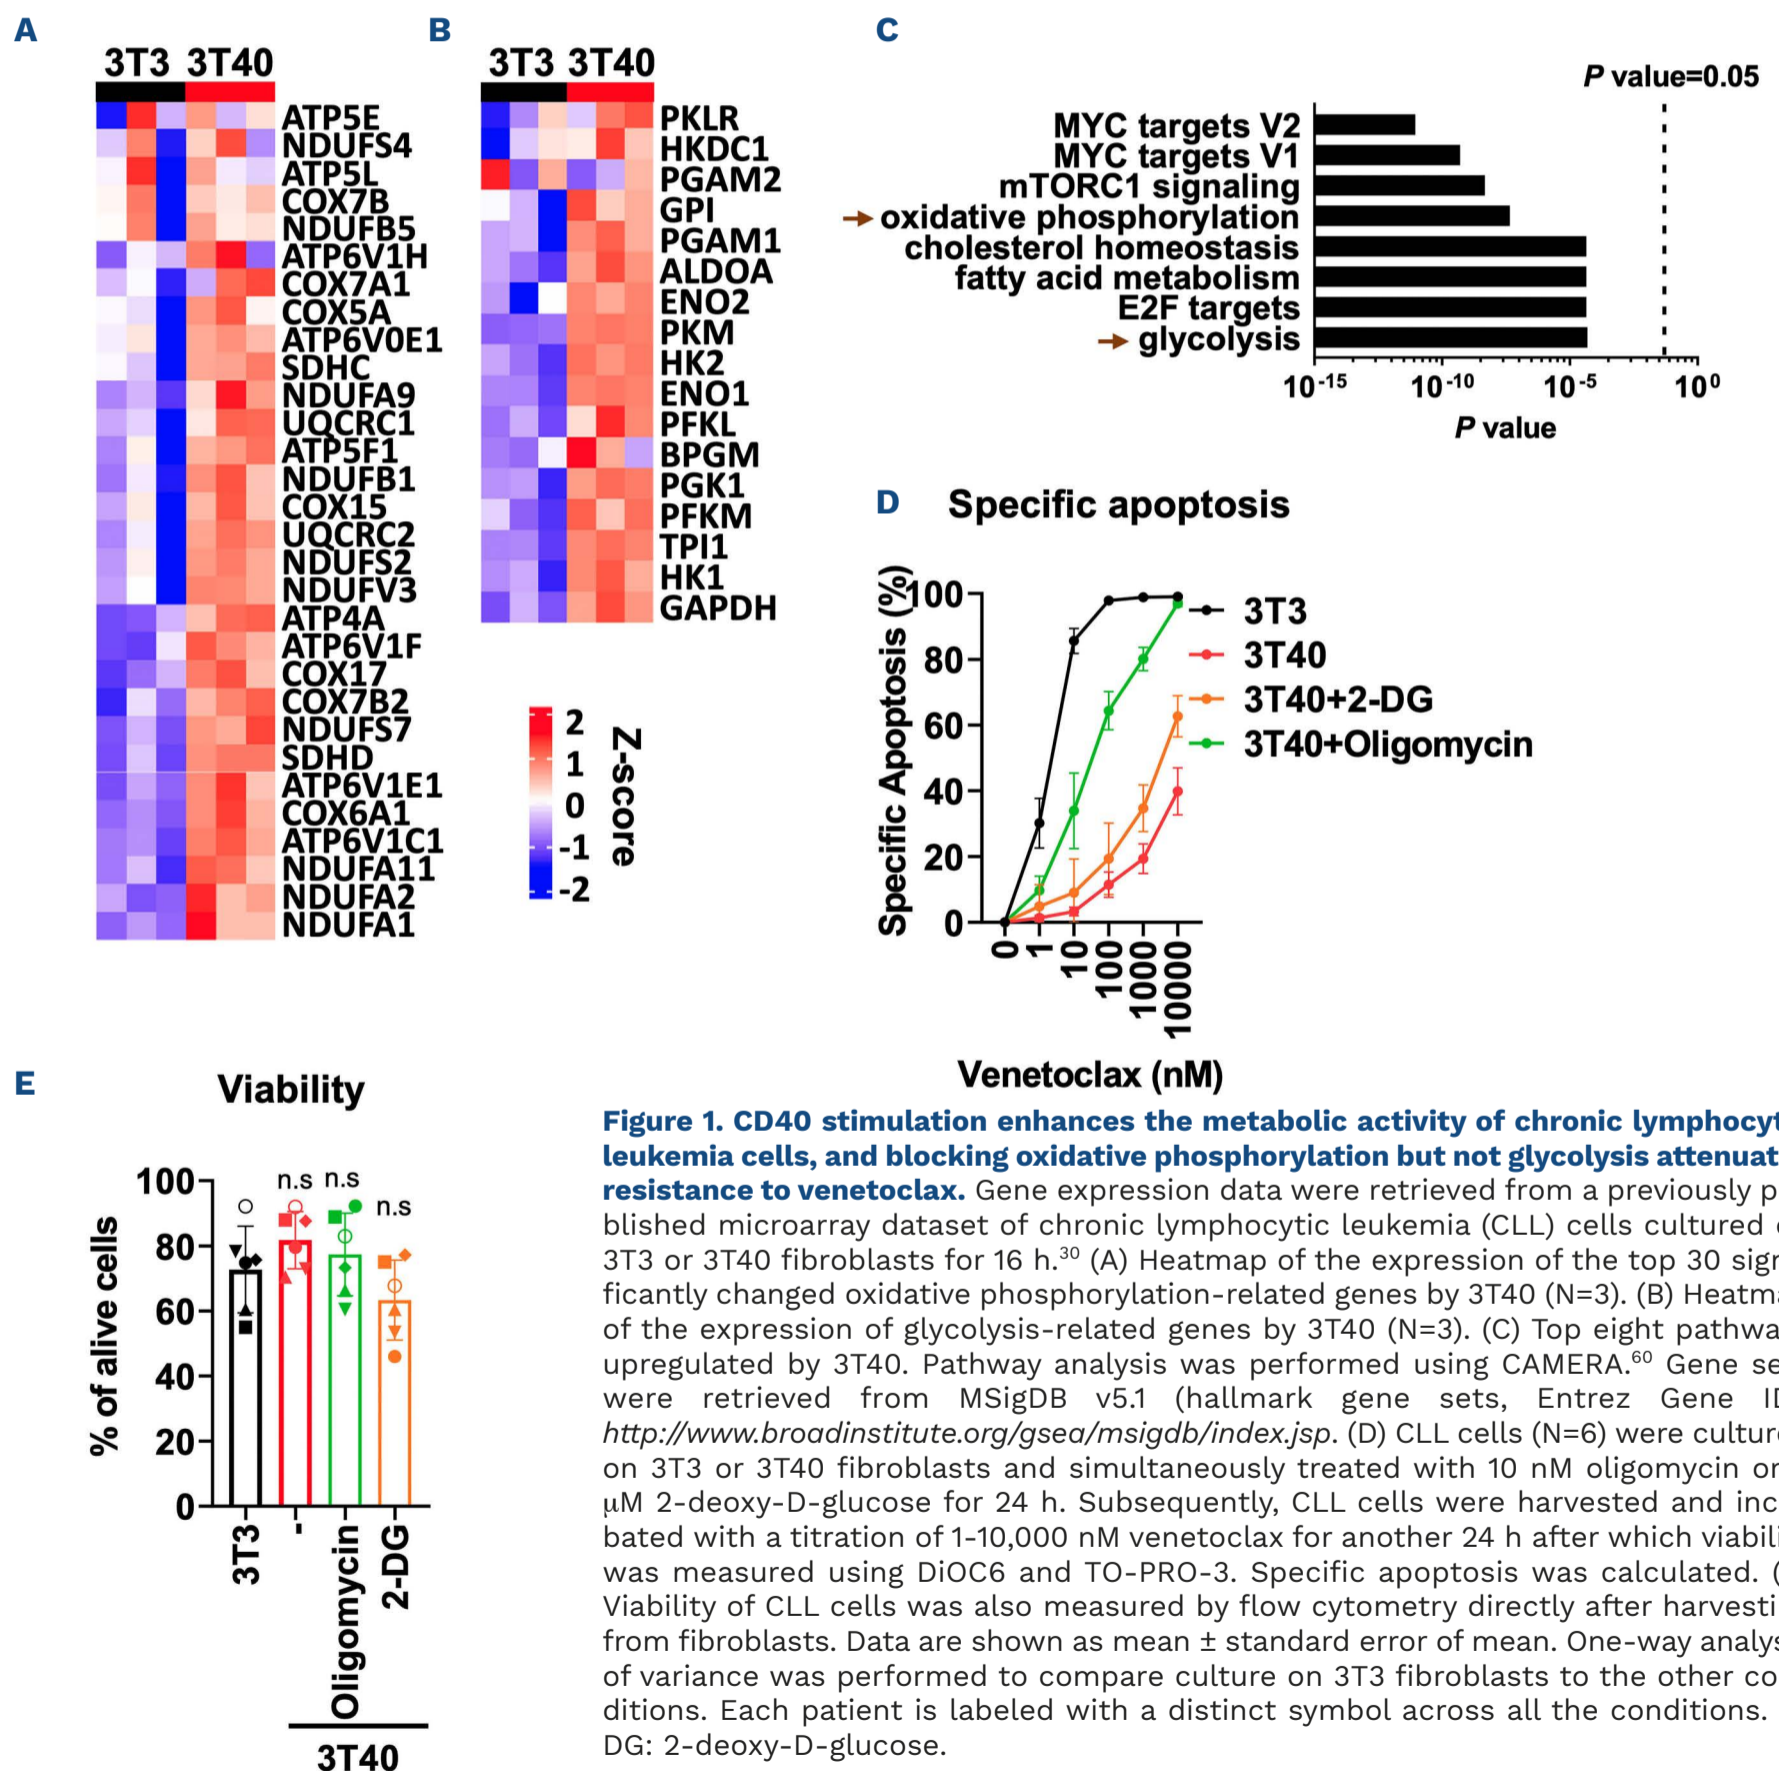 A
3T3 3T40
ATP5E
NDUFS4
ATP5L
COX7B
NDUFB5
ATP6V1H
COX7A1
COX5A
ATP6V0E1
SDHC
NDUFA9
UQCRC1
ATP5F1
NDUFB1
COX15
UQCRC2
NDUFS2
NDUFV3
ATP4A
ATP6V1F
COX17
COX7B2
NDUFS7
SDHD
ATP6V1E1
COX6A1
ATP6V1C1
NDUFA11
NDUFA2
NDUFA1
B
3T3 3T40
PKLR
HKDC1
PGAM2
GPI
PGAM1
ALDOA
ENO2
PKM
HK2
ENO1
PFKL
BPGM
PGK1
PFKM
TPI1
HK1
GAPDH
2
1
0
-1
-2
Z-score
C
P value=0.05
MYC targets V2
MYC targets V1
mTORC1 signaling
oxidative phosphorylation
cholesterol homeostasis
fatty acid metabolism
E2F targets
glycolysis
10-15 10-10 10-5 100
P value
D Specific apoptosis
Specific Apoptosis (%)
100
80
60
40
20
0
0 1 10 100 1000 10000
Venetoclax (nM)
3T3
3T40
3T40+2-DG
3T40+Oligomycin
E Viability
% of alive cells
100
80
60
40
20
0
n.s n.s n.s
3T3 - Oligomycin 2-DG
3T40
Figure 1. CD40 stimulation enhances the metabolic activity of chronic lymphocyt
leukemia cells, and blocking oxidative phosphorylation but not glycolysis attenuat
resistance to venetoclax. Gene expression data were retrieved from a previously p
blished microarray dataset of chronic lymphocytic leukemia (CLL) cells cultured
3T3 or 3T40 fibroblasts for 16 h.30 (A) Heatmap of the expression of the top 30 sign
ficantly changed oxidative phosphorylation-related genes by 3T40 (N=3). (B) Heatma
of the expression of glycolysis-related genes by 3T40 (N=3). (C) Top eight pathwa
upregulated by 3T40. Pathway analysis was performed using CAMERA.60 Gene se
were retrieved from MSigDB v5.1 (hallmark gene sets, Entrez Gene ID
http://www.broadinstitute.org/gsea/msigdb/index.jsp. (D) CLL cells (N=6) were culture
on 3T3 or 3T40 fibroblasts and simultaneously treated with 10 nM oligomycin or
μM 2-deoxy-D-glucose for 24 h. Subsequently, CLL cells were harvested and inc
bated with a titration of 1-10,000 nM venetoclax for another 24 h after which viabili
was measured using DiOC6 and TO-PRO-3. Specific apoptosis was calculated. (
Viability of CLL cells was also measured by flow cytometry directly after harvesti
from fibroblasts. Data are shown as mean ± standard error of mean. One-way analys
of variance was performed to compare culture on 3T3 fibroblasts to the other co
ditions. Each patient is labeled with a distinct symbol across all the conditions.
DG: 2-deoxy-D-glucose.